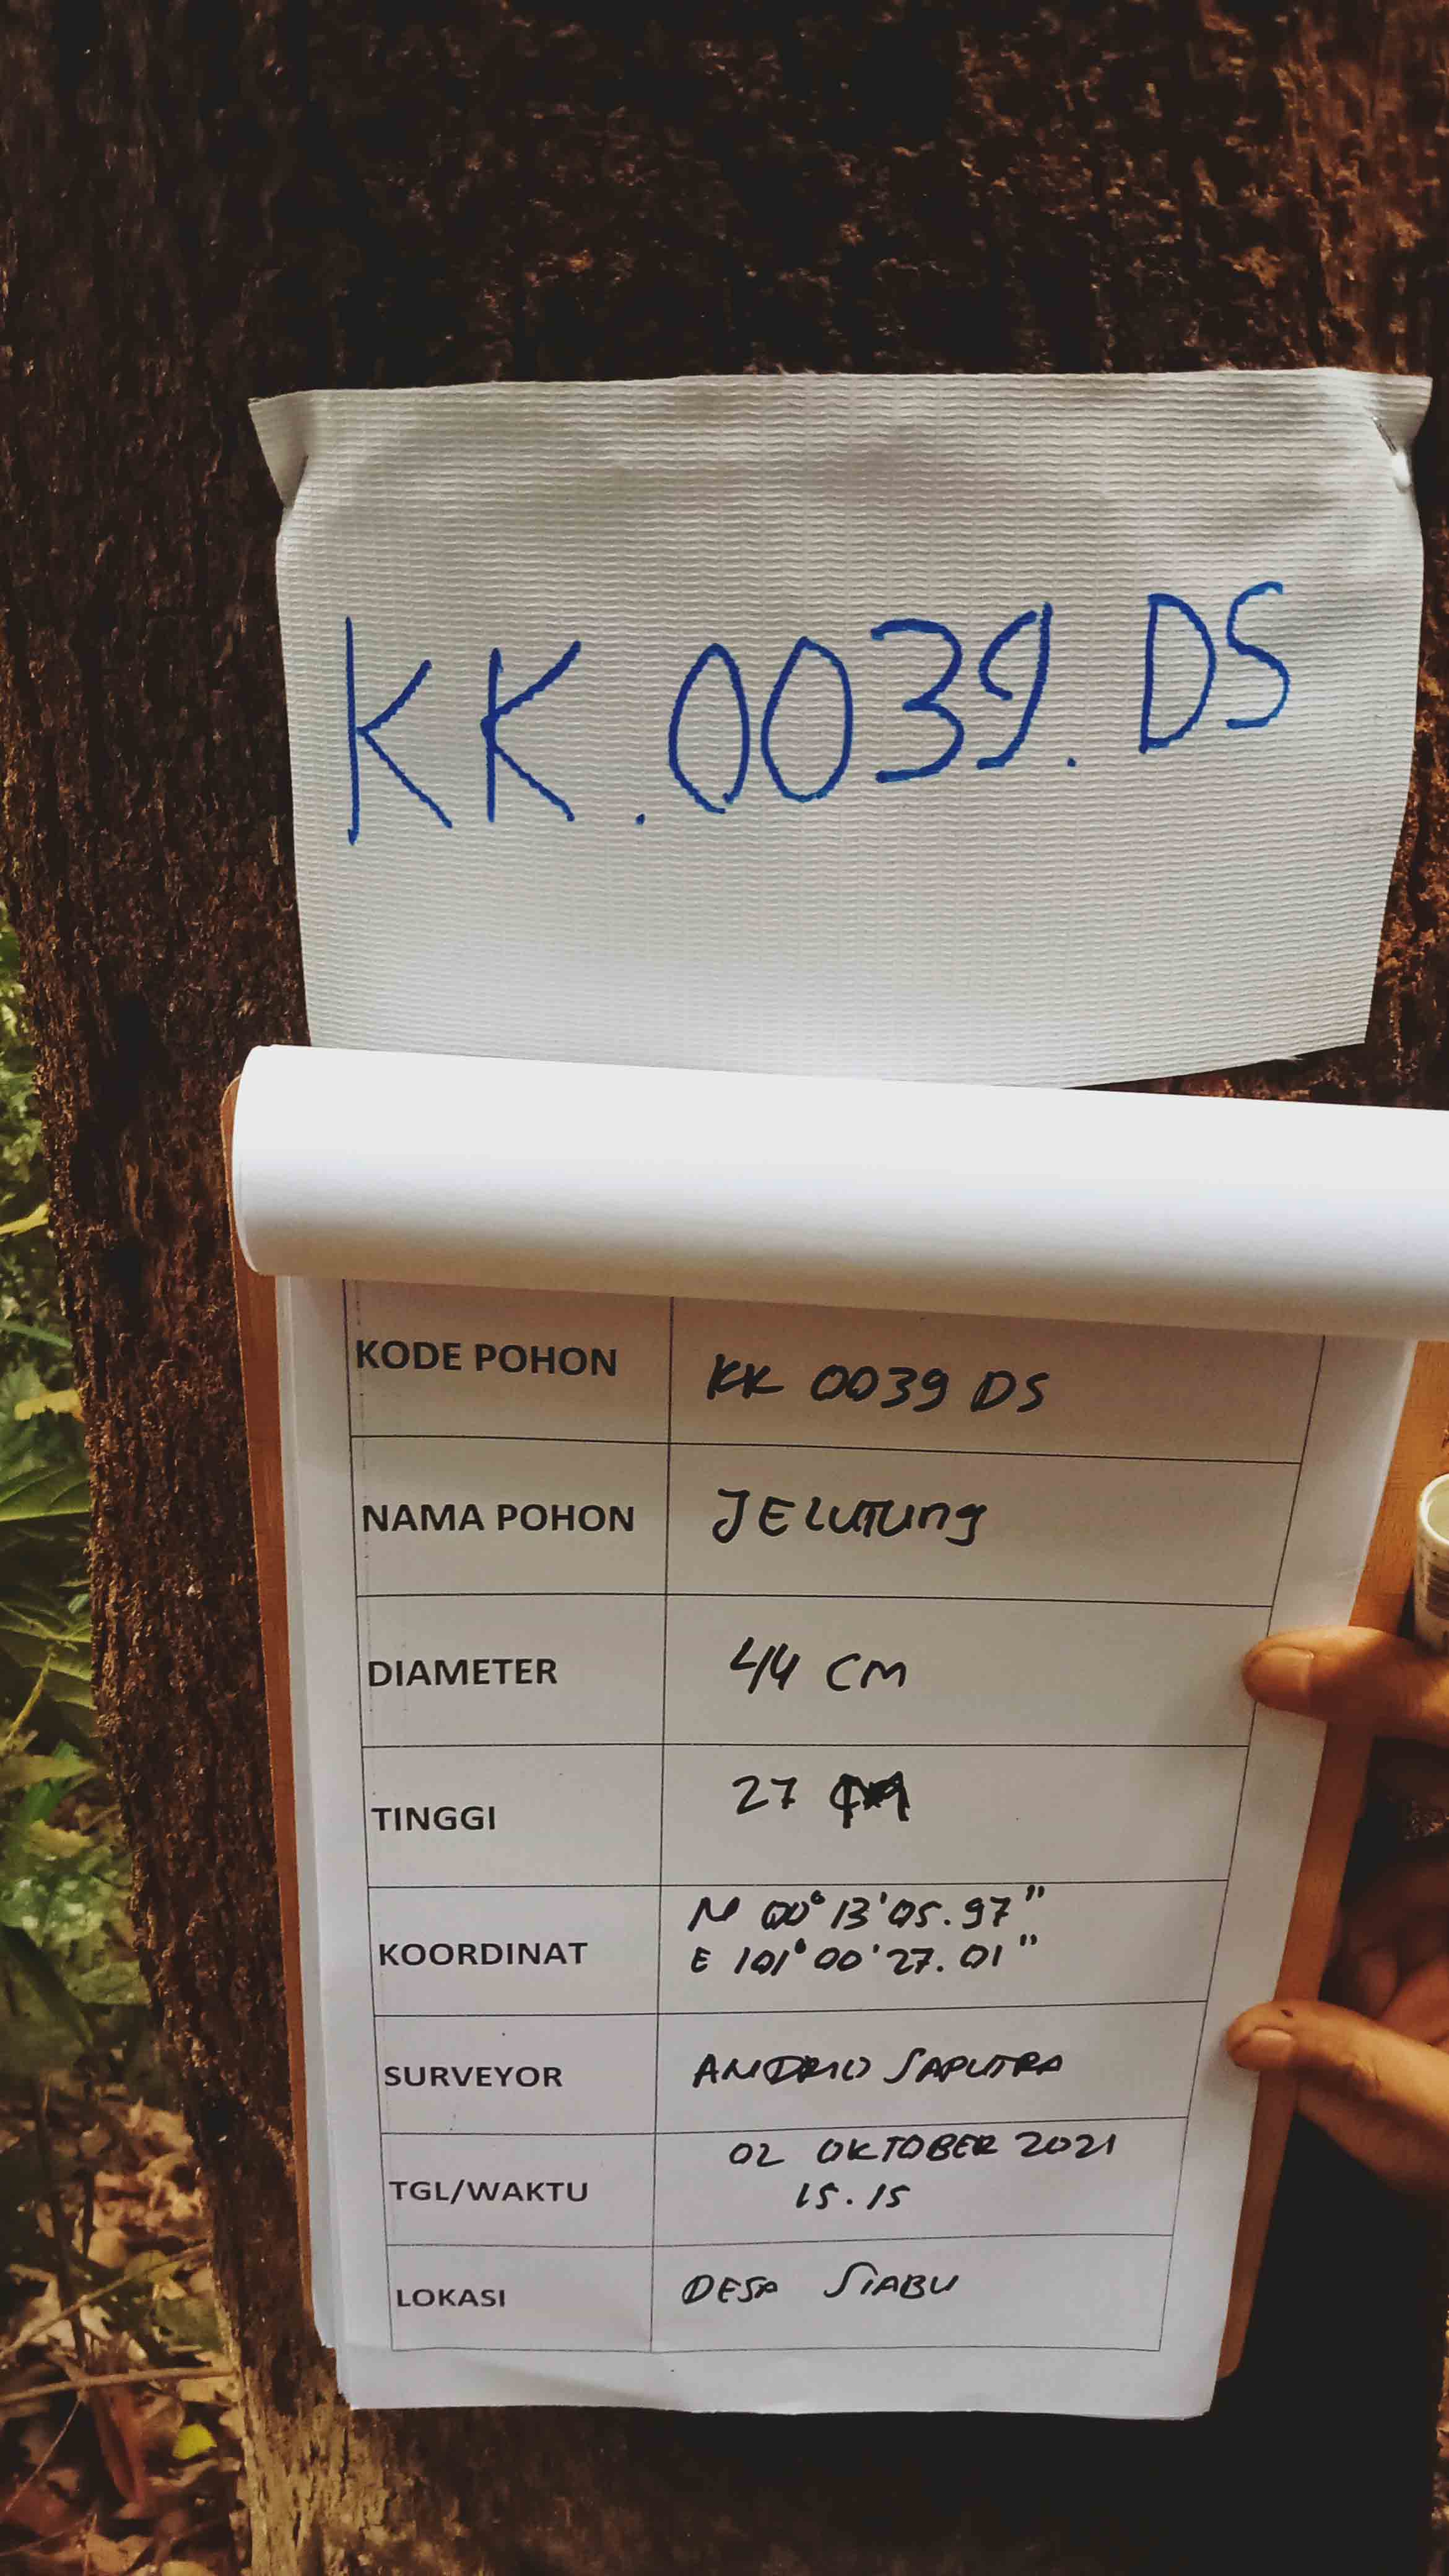 KK.0039.DS
KODE POHON KK 0039 DS
NAMA POHON JELUTUNG
DIAMETER 44 CM
TINGGI 27 M
KOORDINAT N 00°13'05.97"
E 101°00'27.01"
SURVEYOR ANDRIO SAPUTRA
TGL/WAKTU 02 OKTOBER 2021
15.15
LOKASI DESA SIABU